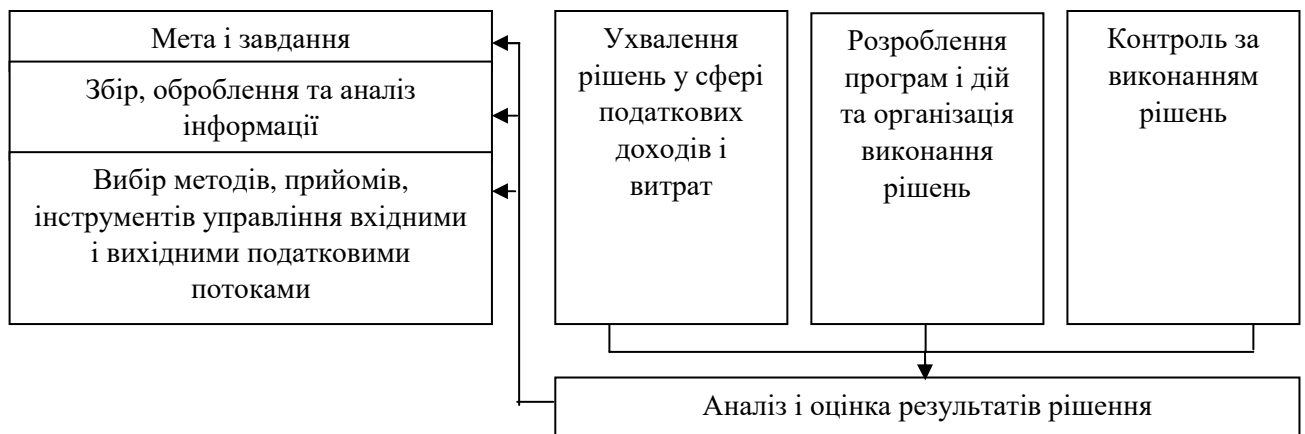 Мета і завдання
Збір, оброблення та аналіз
інформації
Вибір методів, прийомів,
інструментів управління вхідними
і вихідними податковими
потоками
Ухвалення
рішень у сфері
податкових
доходів і
витрат
Розроблення
програм і дій
та організація
виконання
рішень
Контроль за
виконанням
рішень
Аналіз і оцінка результатів рішення